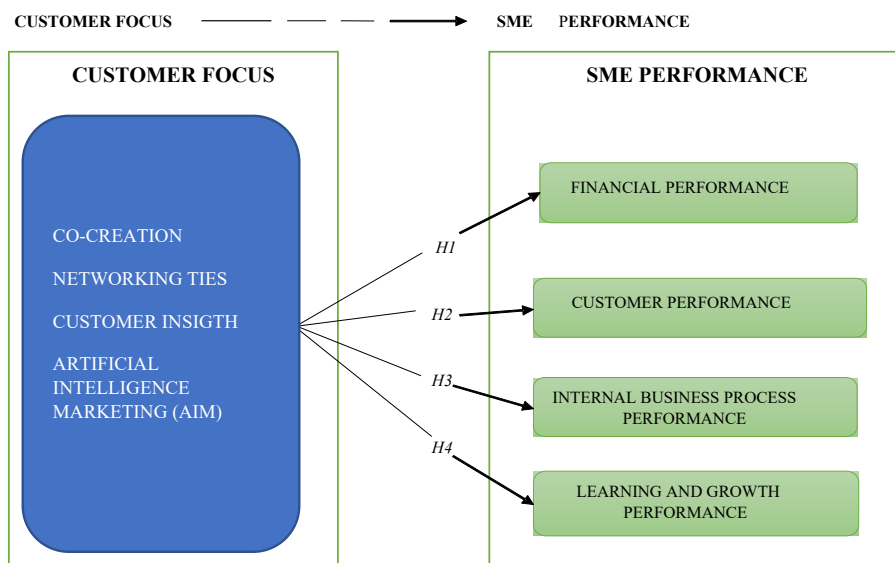 CUSTOMER FOCUS SME PERFORMANCE
CUSTOMER FOCUS
SME PERFORMANCE
CO-CREATION
NETWORKING TIES
CUSTOMER INSIGTH
ARTIFICIAL
INTELLIGENCE
MARKETING (AIM)
H1
H2
H3
H4
FINANCIAL PERFORMANCE
CUSTOMER PERFORMANCE
INTERNAL BUSINESS PROCESS
PERFORMANCE
LEARNING AND GROWTH
PERFORMANCE